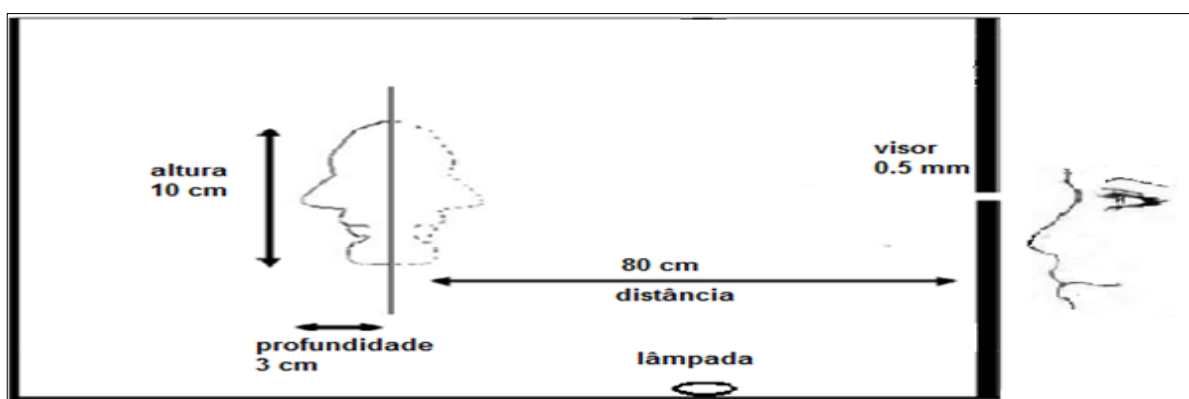 altura
10 cm
visor
0.5 mm
80 cm
distância
profundidade
3 cm
lâmpada